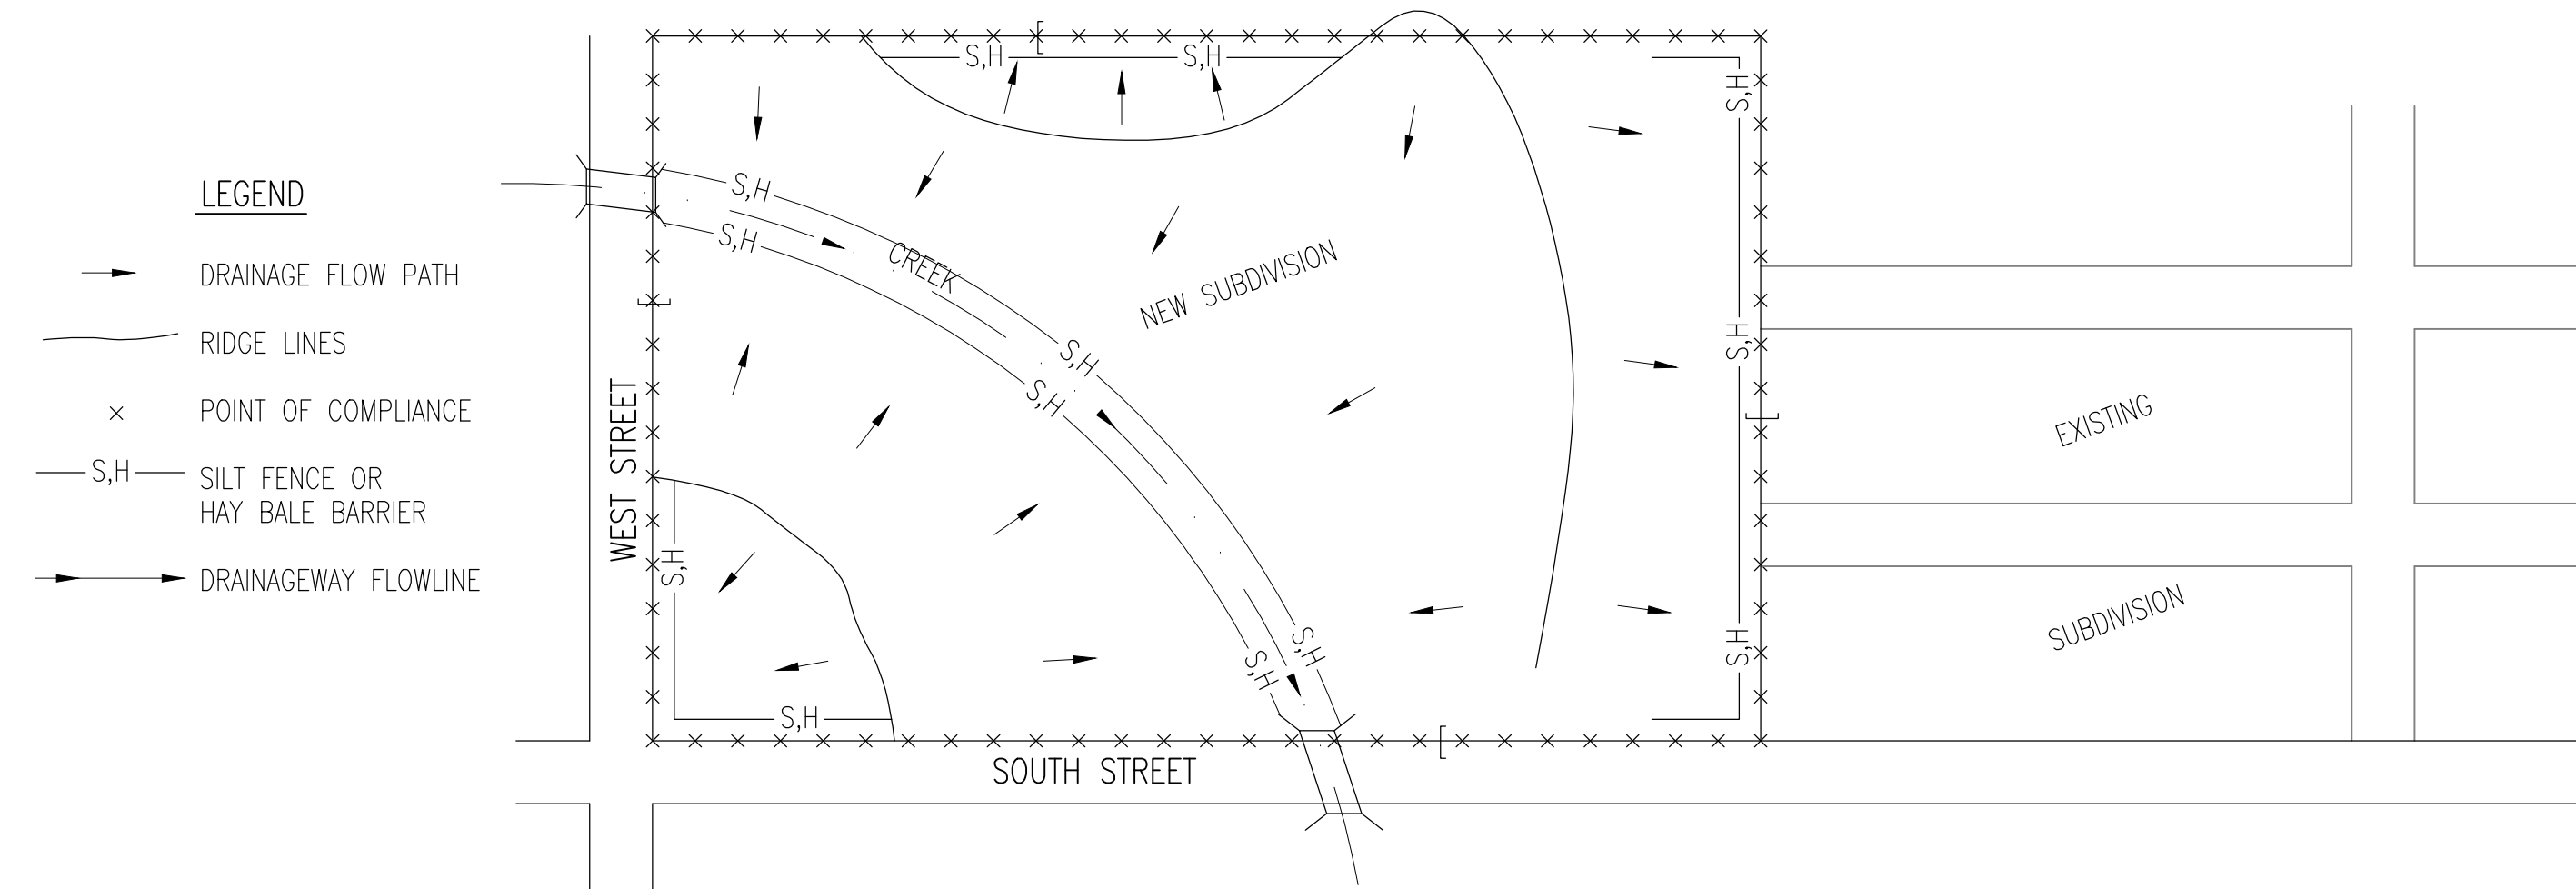 LEGEND
DRAINAGE FLOW PATH
RIDGE LINES
POINT OF COMPLIANCE
S,H
SILT FENCE OR
HAY BALE BARRIER
DRAINAGEWAY FLOWLINE
S,H
S,H
S,H
S,H
S,H
CREEK
NEW SUBDIVISION
S,H
S,H
S,H
WEST STREET
EXISTING
S,H
SUBDIVISION
S,H
S,H
S,H
S,H
SOUTH STREET